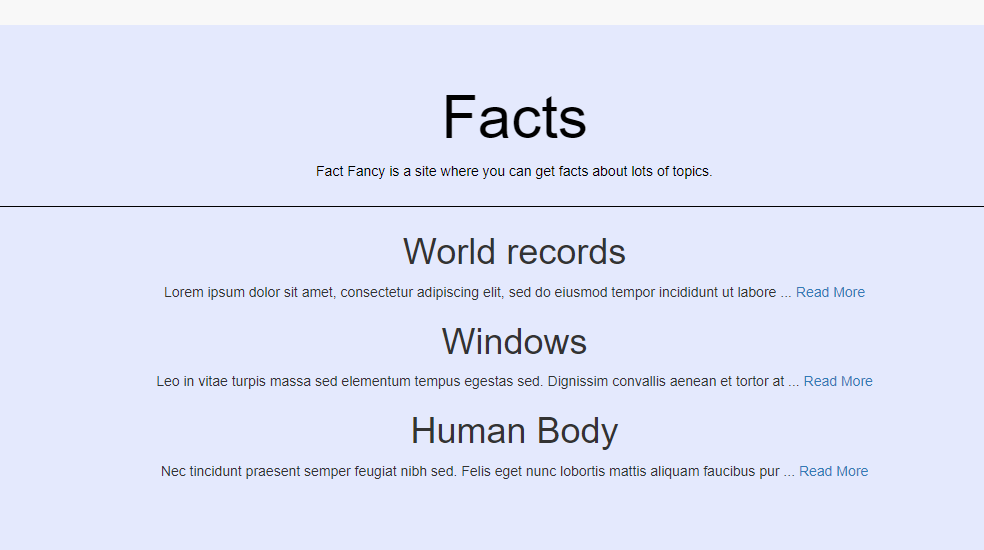 Facts
Fact Fancy is a site where you can get facts about lots of topics.
World records
Lorem ipsum dolor sit amet, consectetur adipiscing elit, sed do eiusmod tempor incididunt ut labore ... Read More
Windows
Leo in vitae turpis massa sed elementum tempus egestas sed. Dignissim convallis aenean et tortor at ... Read More
Human Body
Nec tincidunt praesent semper feugiat nibh sed. Felis eget nunc lobortis mattis aliquam faucibus pur ... Read More